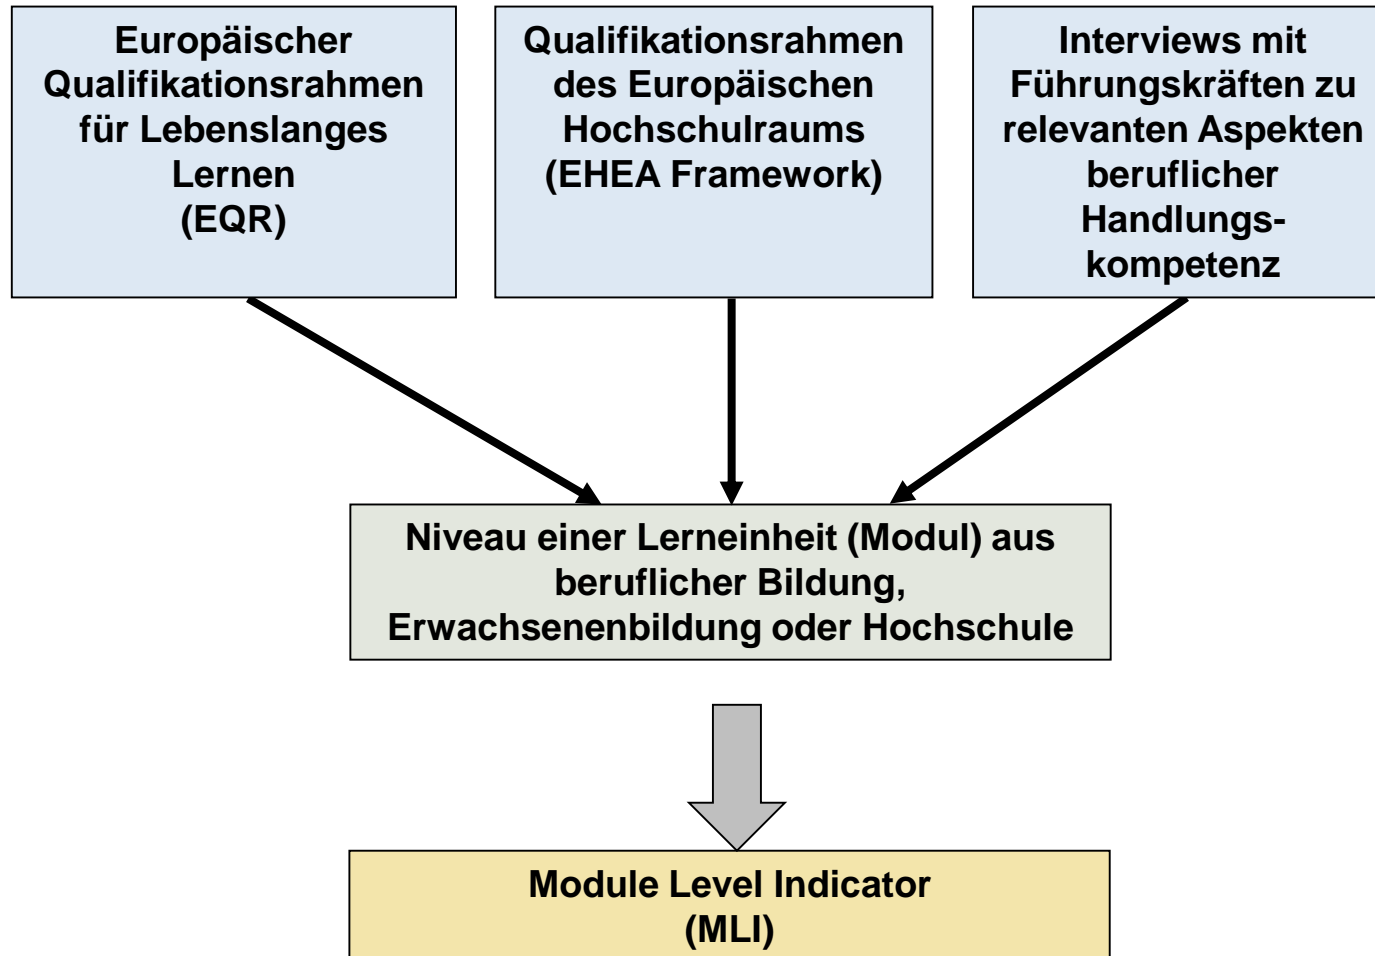 Europäischer
Qualifikationsrahmen
für Lebenslanges
Lernen
(EQR)
Qualifikationsrahmen
des Europäischen
Hochschulraums
(EHEA Framework)
Interviews mit
Führungskräften zu
relevanten Aspekten
beruflicher
Handlungs-
kompetenz
Niveau einer Lerneinheit (Modul) aus
beruflicher Bildung,
Erwachsenenbildung oder Hochschule
Module Level Indicator
(MLI)